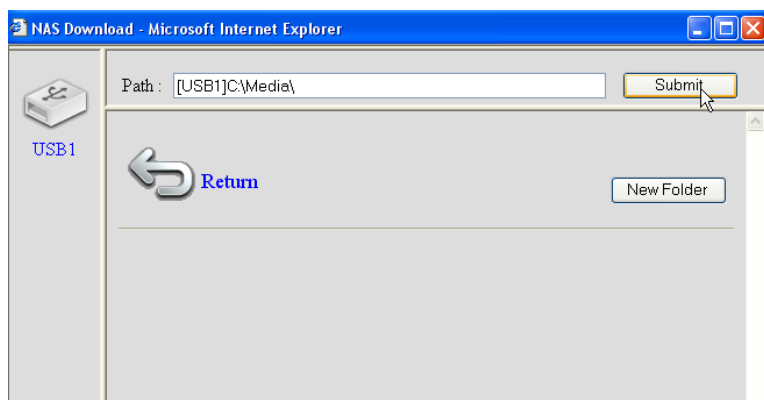 NAS Download - Microsoft Internet Explorer
Path : [USB1]C:\Media\ Submit
USB1
Return
New Folder